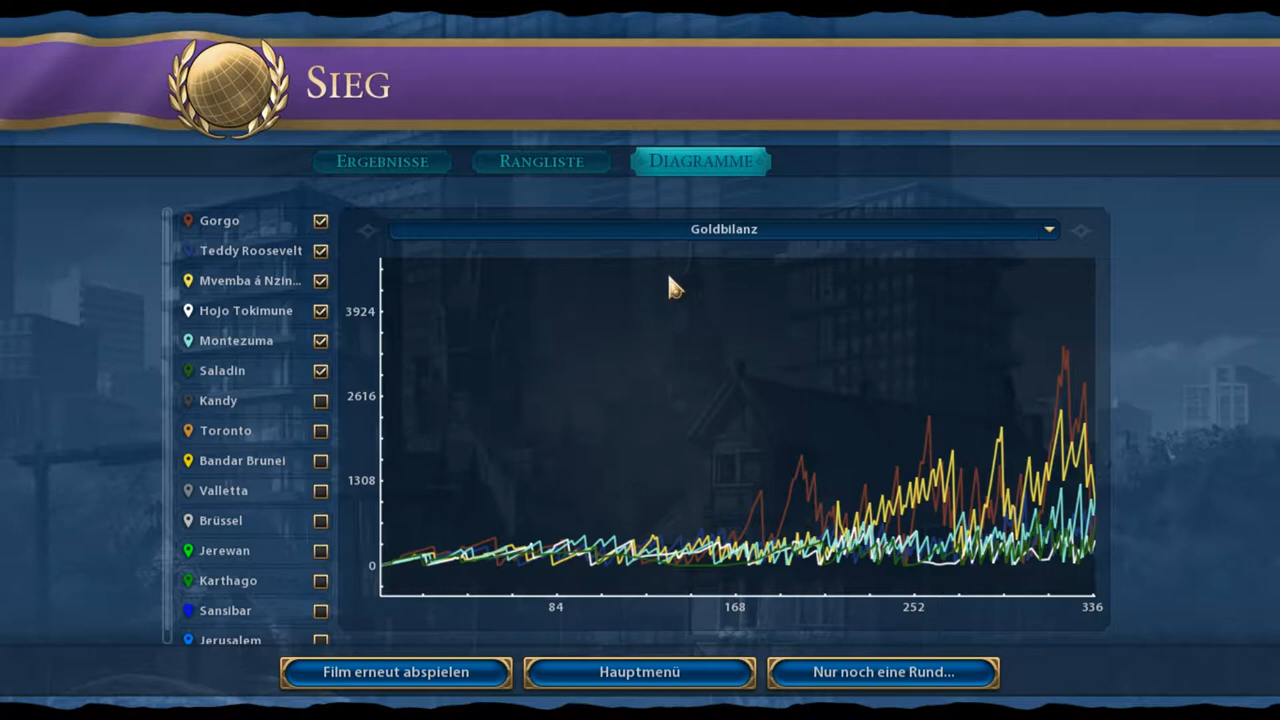 SIEG
ERGEBNISSE
RANGLISTE
DIAGRAMME
Gorgo
Teddy Roosevelt
Mvemba á Nzin...
Hojo Tokimune
Montezuma
Saladin
Kandy
Toronto
Bandar Brunei
Valletta
Brüssel
Jerewan
Karthago
Sansibar
Jerusalem
Goldbilanz
3924
2616
1308
0
84
168
252
336
Film erneut abspielen
Hauptmenü
Nur noch eine Rund...